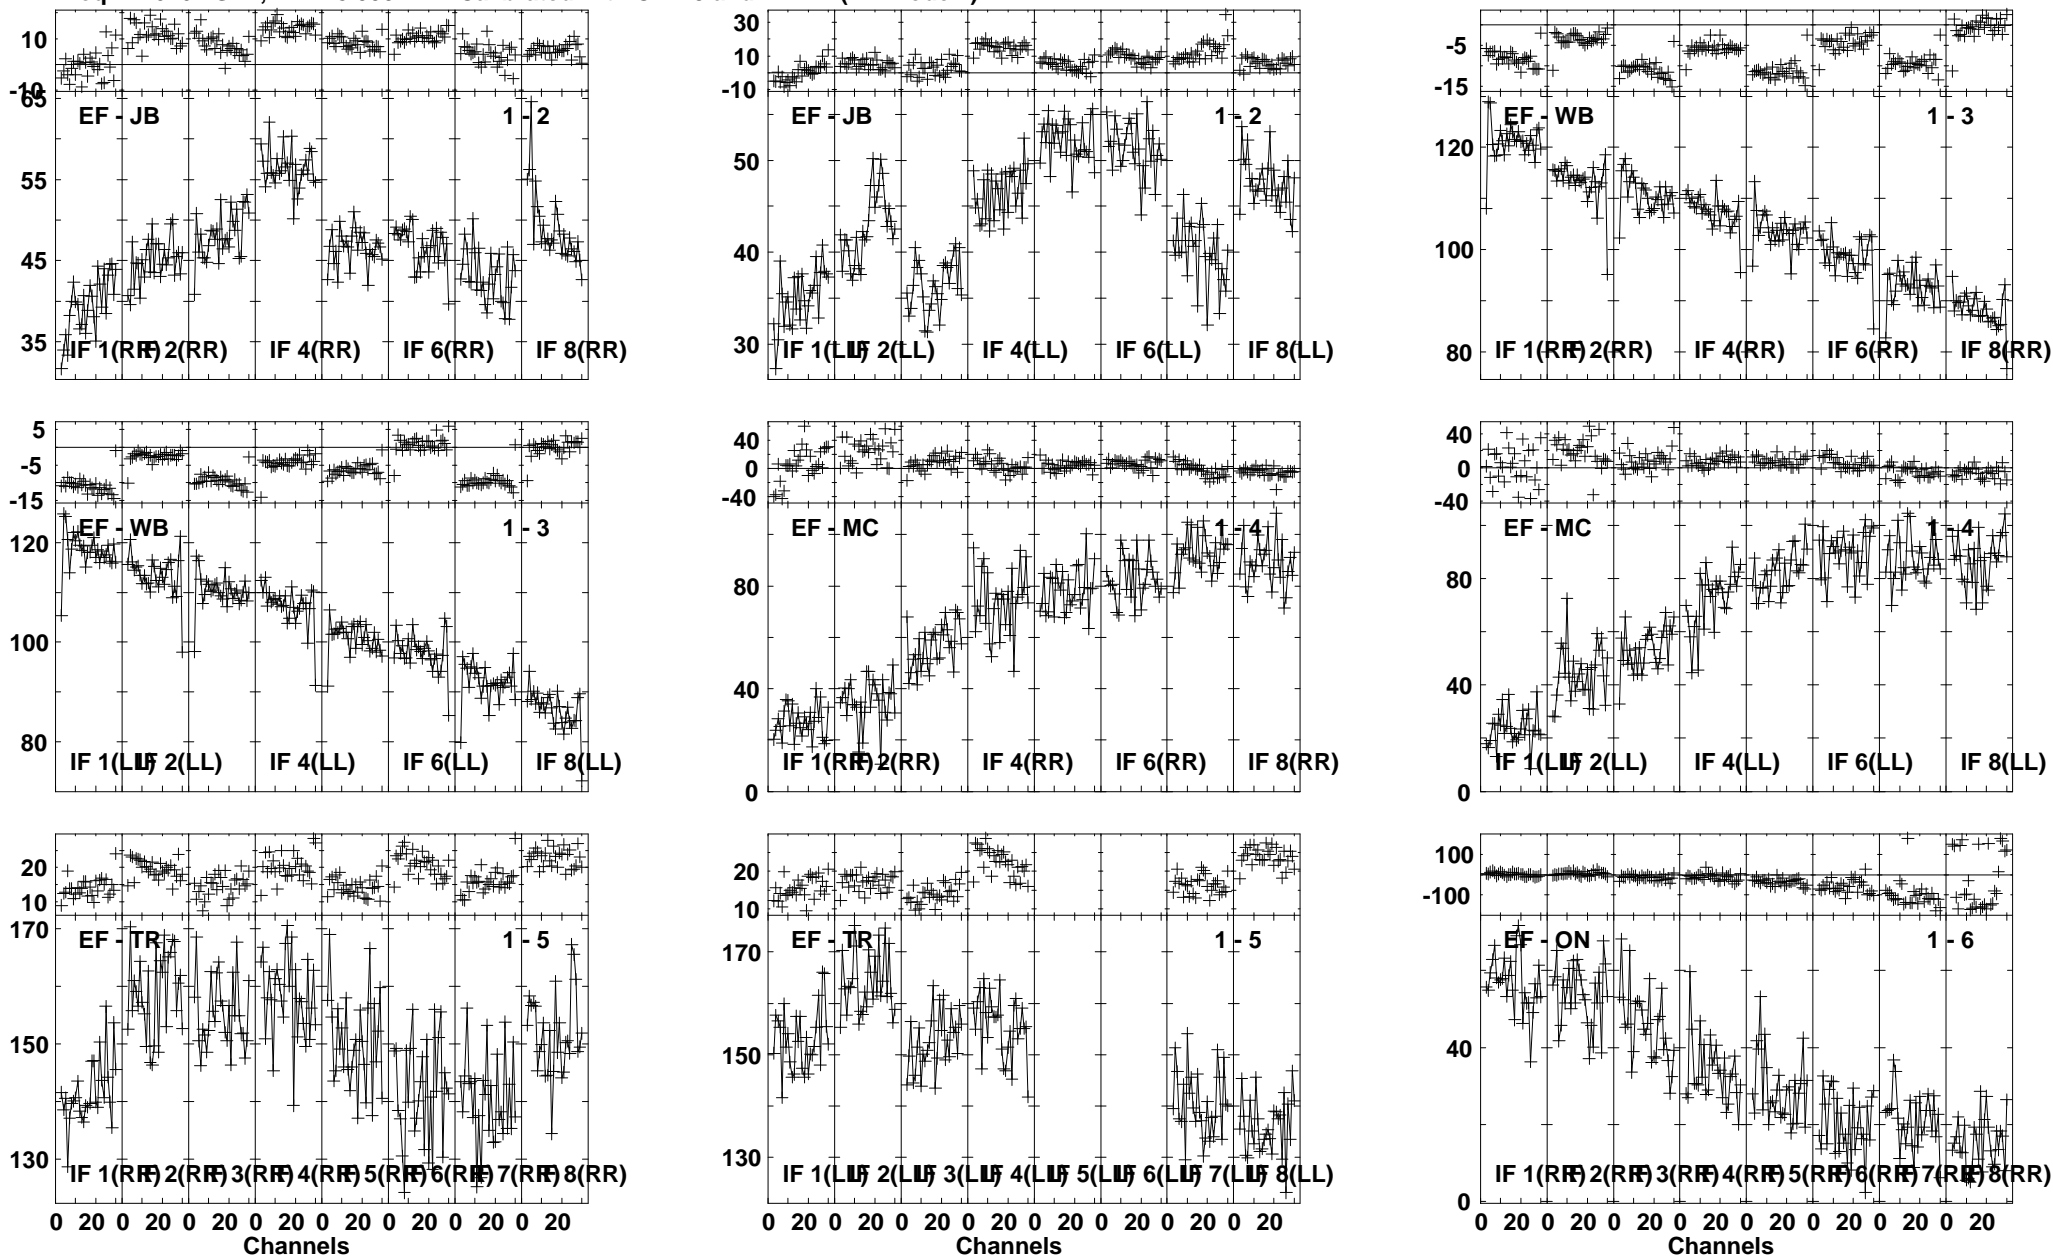 10
-10
65
55
45
35
EF - JB 1 - 2
IF 1(RR) IF 2(RR) IF 4(RR) IF 6(RR) IF 8(RR)
30
10
-10
50
40
30
EF - JB 1 - 2
IF 1(LL) IF 2(LL) IF 4(LL) IF 6(LL) IF 8(LL)
-5
-15
120
100
80
EF - WB 1 - 3
IF 1(RR) IF 2(RR) IF 4(RR) IF 6(RR) IF 8(RR)
5
-5
-15
120
100
80
EF - WB 1 - 3
IF 1(LL) IF 2(LL) IF 4(LL) IF 6(LL) IF 8(LL)
40
0
-40
80
40
0
EF - MC 1 - 4
IF 1(RR) IF 2(RR) IF 4(RR) IF 6(RR) IF 8(RR)
40
0
-40
80
40
0
EF - MC 1 - 4
IF 1(LL) IF 2(LL) IF 4(LL) IF 6(LL) IF 8(LL)
20
10
170
150
130
EF - TR 1 - 5
IF 1(RR) IF 2(RR) IF 3(RR) IF 4(RR) IF 5(RR) IF 6(RR) IF 7(RR) IF 8(RR)
0 20 0 20 0 20 0 20 0 20 0 20 0 20 0 20
Channels
20
10
170
150
130
EF - TR 1 - 5
IF 1(LL) IF 2(LL) IF 3(LL) IF 4(LL) IF 5(LL) IF 6(LL) IF 7(LL) IF 8(LL)
0 20 0 20 0 20 0 20 0 20 0 20 0 20 0 20
Channels
100
-100
40
0
EF - ON 1 - 6
IF 1(RR) IF 2(RR) IF 3(RR) IF 4(RR) IF 5(RR) IF 6(RR) IF 7(RR) IF 8(RR)
0 20 0 20 0 20 0 20 0 20 0 20 0 20 0 20
Channels